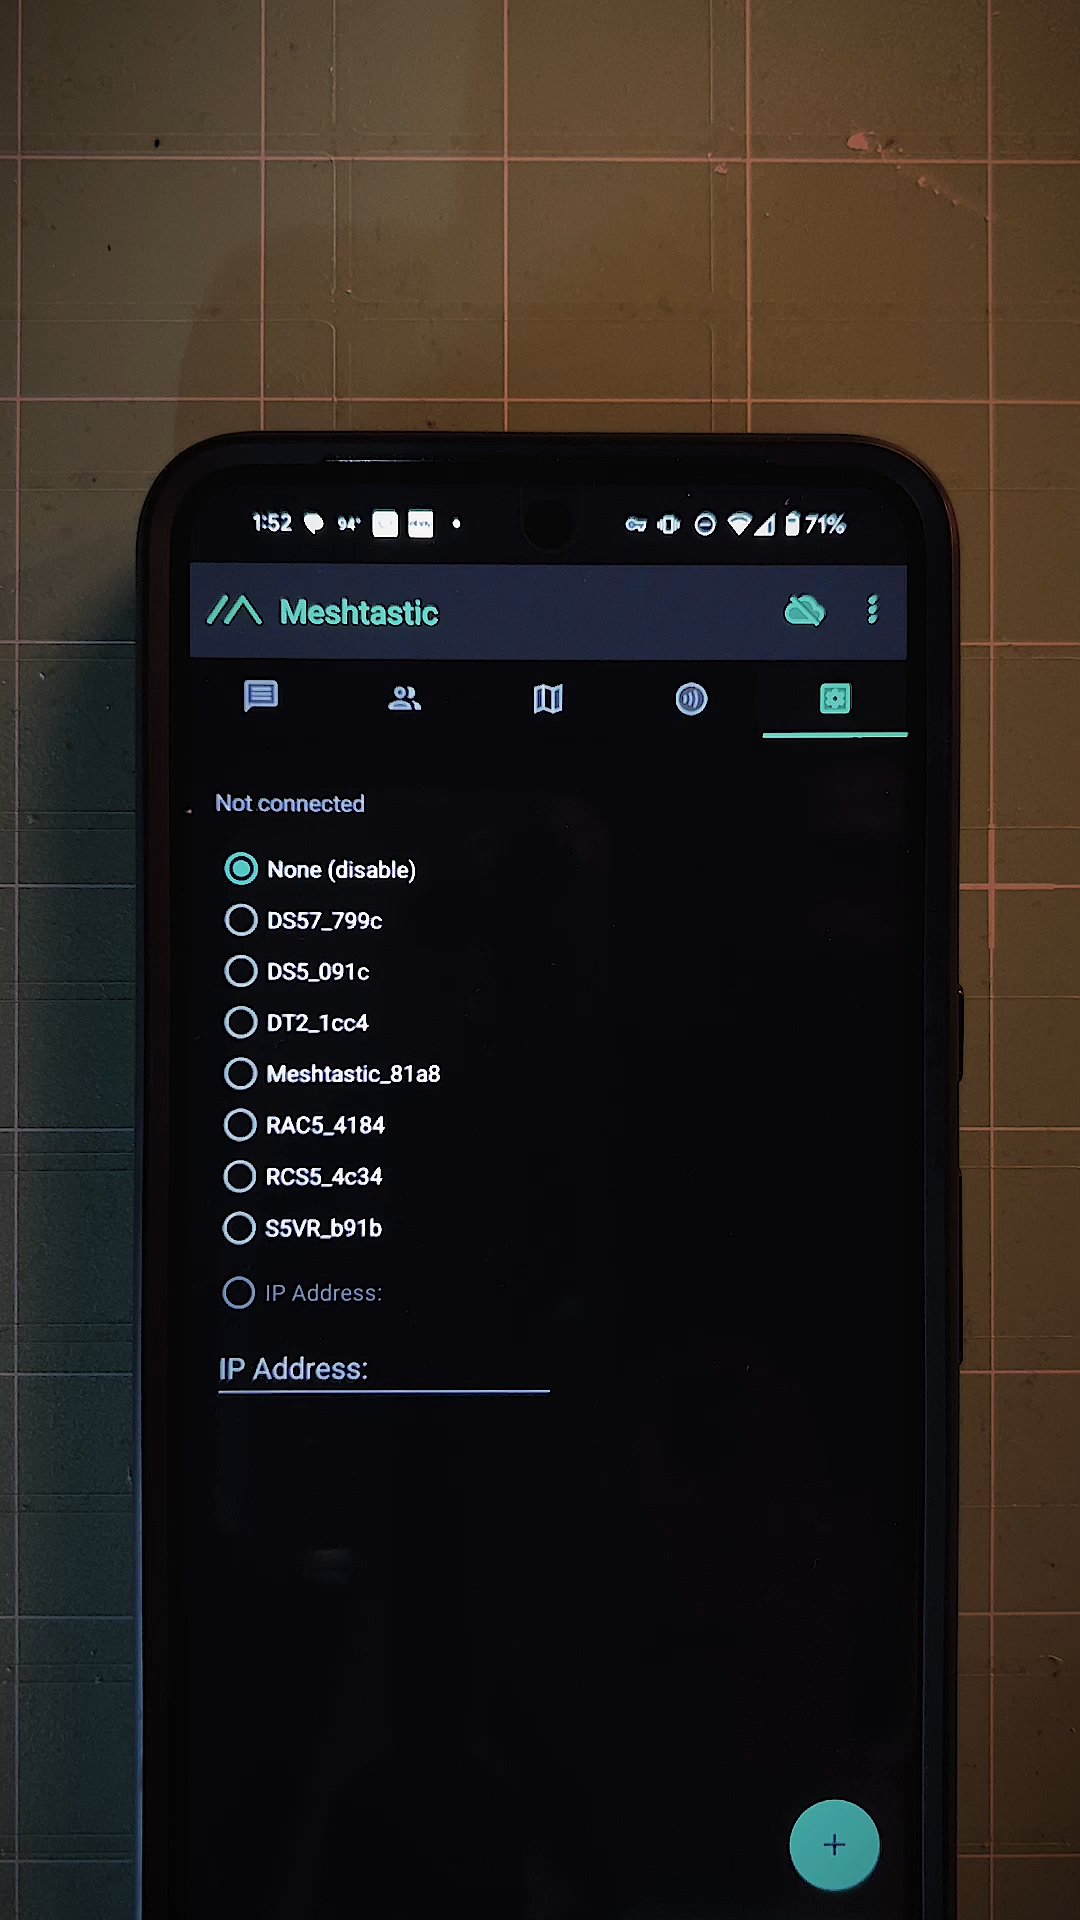 1:52 94° 71%
Meshtastic
Not connected
None (disable)
DS57_799c
DS5_091c
DT2_1cc4
Meshtastic_81a8
RAC5_4184
RCS5_4c34
S5VR_b91b
IP Address:
IP Address: